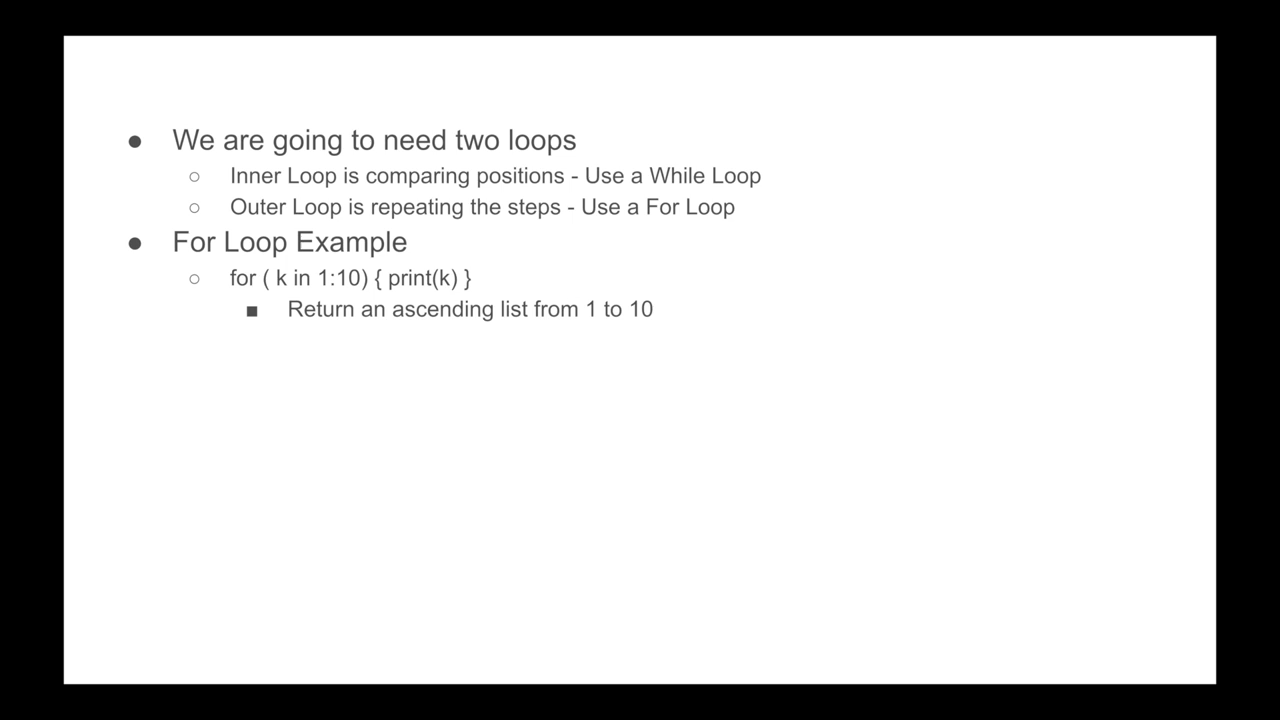 ● We are going to need two loops
○ Inner Loop is comparing positions - Use a While Loop
○ Outer Loop is repeating the steps - Use a For Loop
● For Loop Example
○ for ( k in 1:10) { print(k) }
■ Return an ascending list from 1 to 10